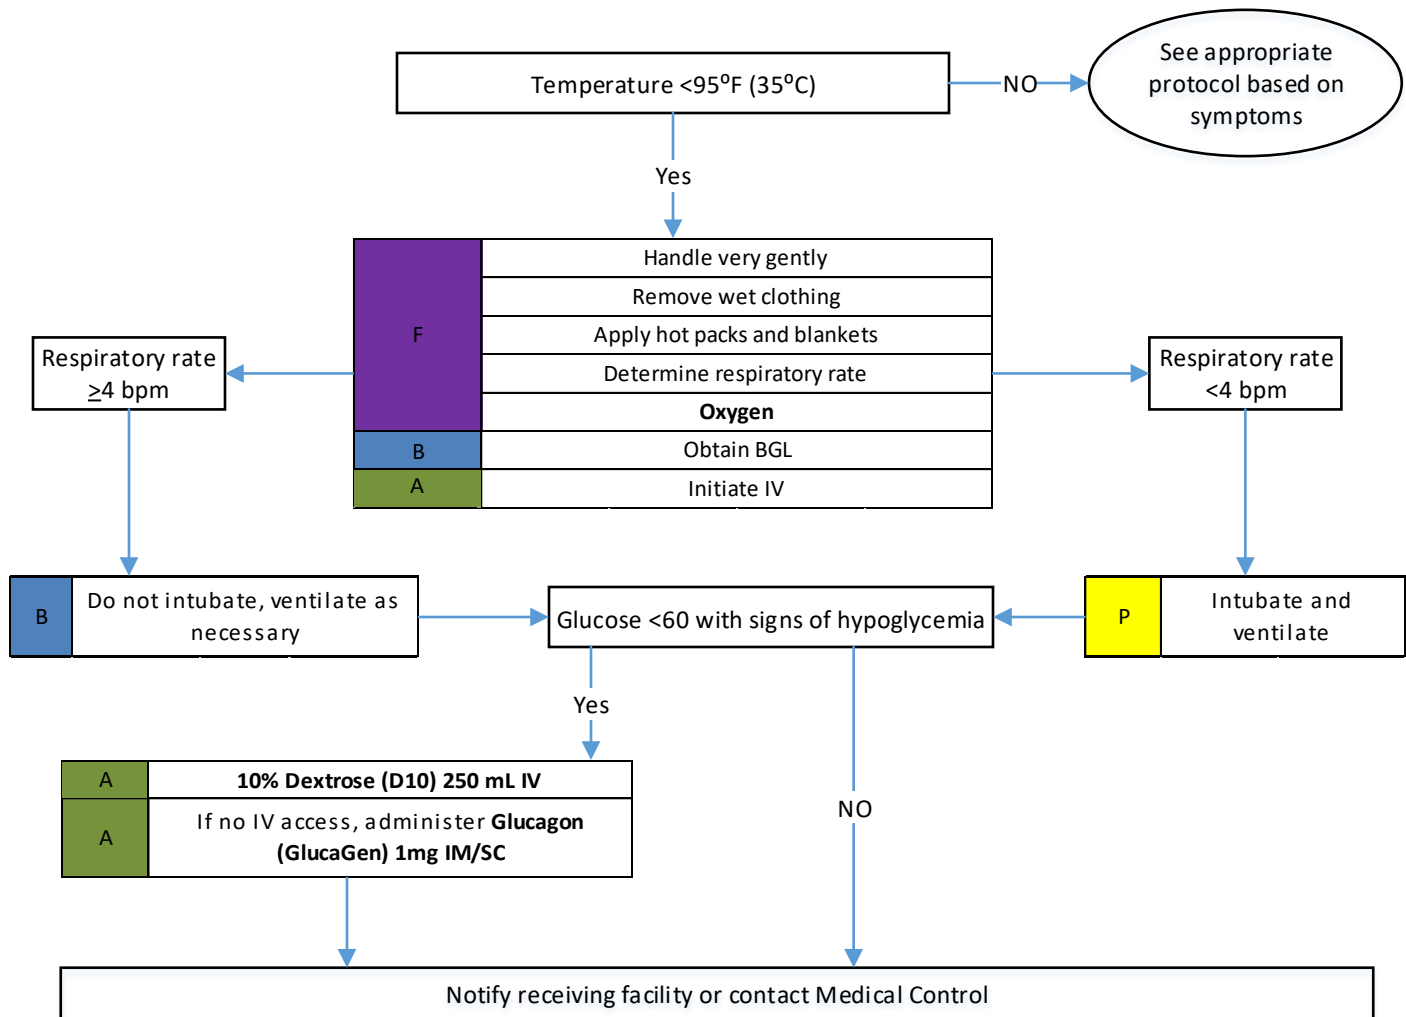 Temperature <95⁰F (35⁰C)
NO
See appropriate
protocol based on
symptoms
Yes
F
Handle very gently
Remove wet clothing
Apply hot packs and blankets
Determine respiratory rate
Oxygen
B
Obtain BGL
A
Initiate IV
Respiratory rate
≥4 bpm
Respiratory rate
<4 bpm
B
Do not intubate, ventilate as
necessary
Glucose <60 with signs of hypoglycemia
P
Intubate and
ventilate
Yes
NO
A
10% Dextrose (D10) 250 mL IV
A
If no IV access, administer Glucagon
(GlucaGen) 1mg IM/SC
Notify receiving facility or contact Medical Control